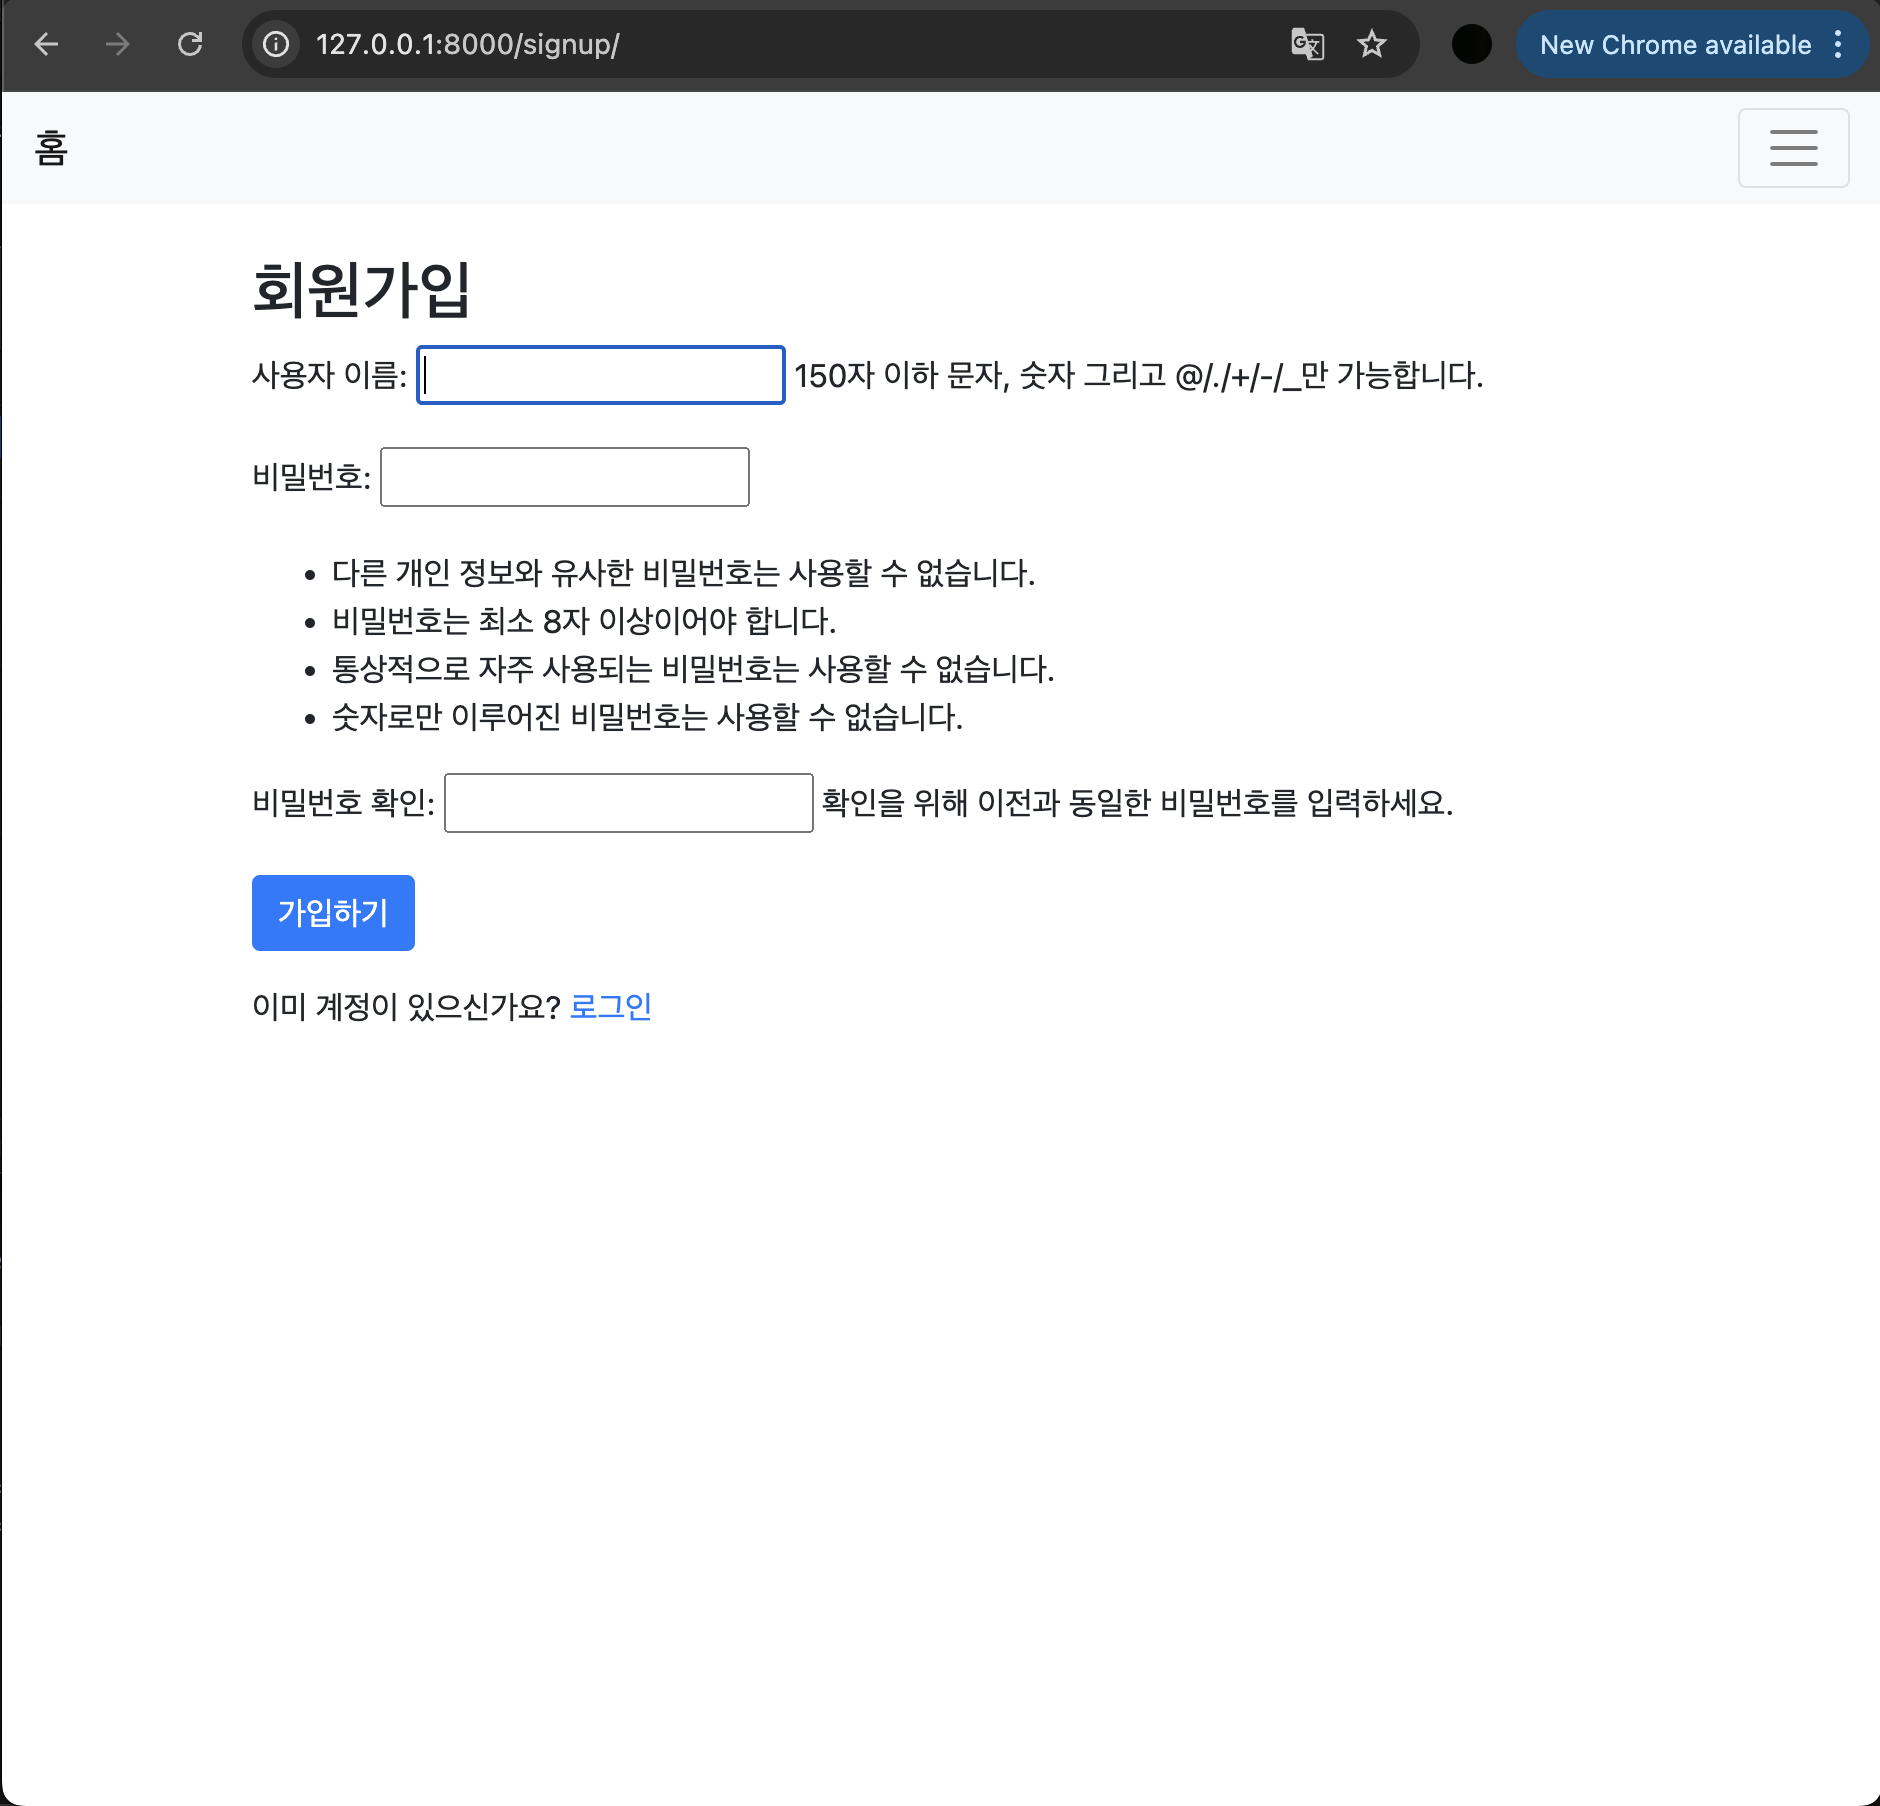 127.0.0.1:8000/signup/
New Chrome available
홈
회원가입
사용자 이름: 150자 이하 문자, 숫자 그리고 @/./+/-/_만 가능합니다.
비밀번호:
• 다른 개인 정보와 유사한 비밀번호는 사용할 수 없습니다.
• 비밀번호는 최소 8자 이상이어야 합니다.
• 통상적으로 자주 사용되는 비밀번호는 사용할 수 없습니다.
• 숫자로만 이루어진 비밀번호는 사용할 수 없습니다.
비밀번호 확인: 확인을 위해 이전과 동일한 비밀번호를 입력하세요.
가입하기
이미 계정이 있으신가요? 로그인